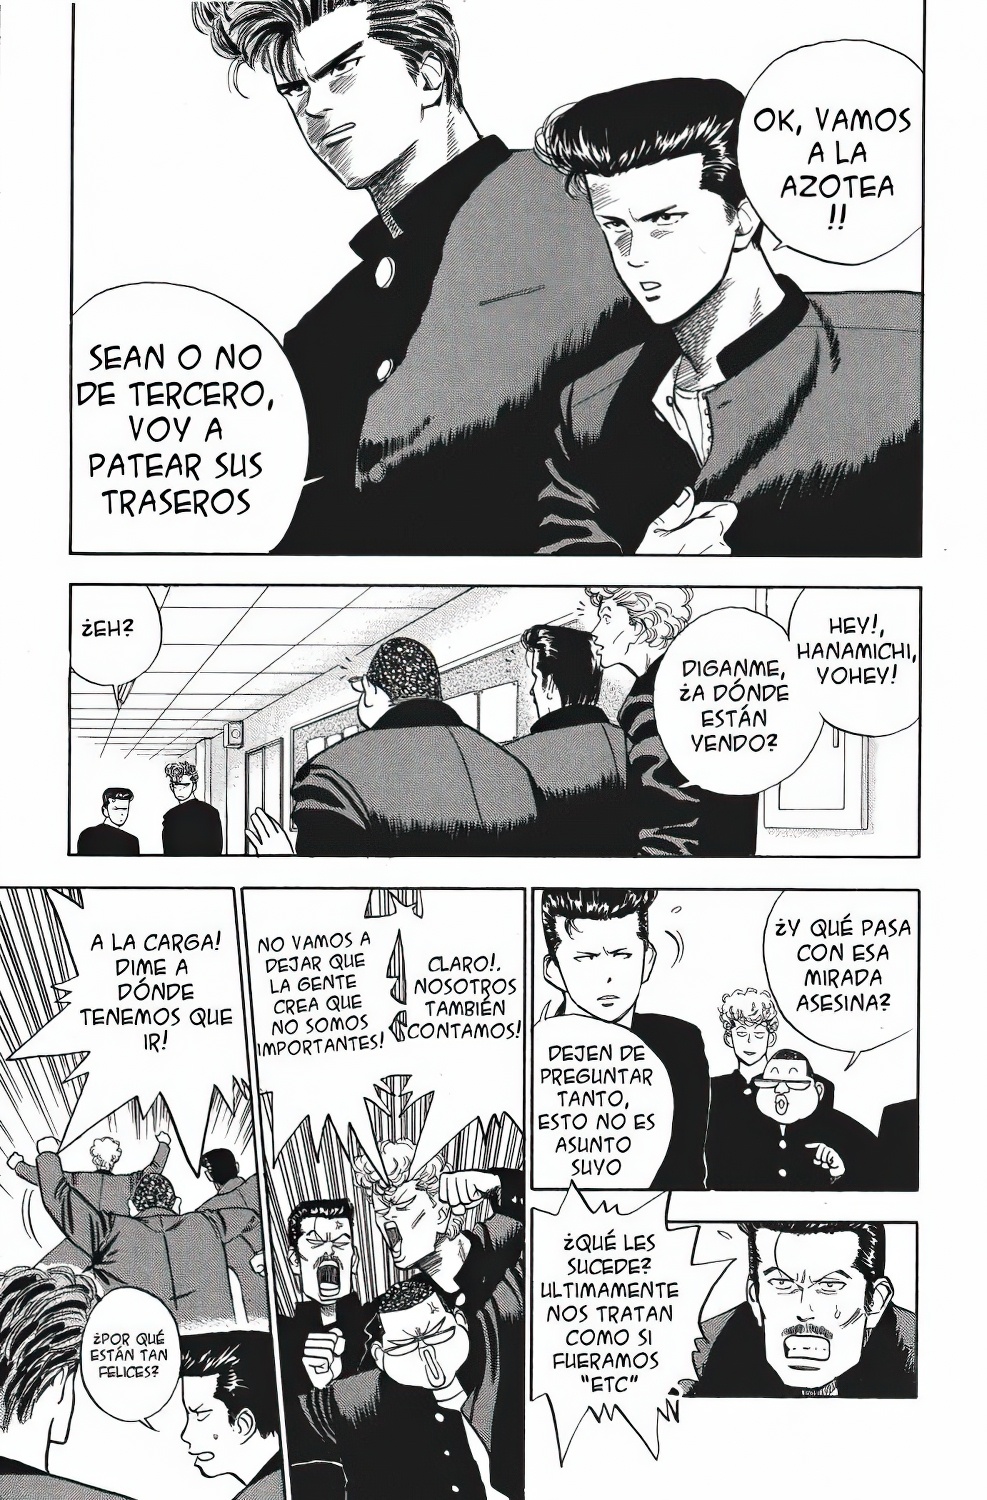 OK, VAMOS
A LA
AZOTEA
!!
SEAN O NO
DE TERCERO,
VOY A
PATEAR SUS
TRASEROS
HEY!,
HANAMICHI,
YOHEY!
DIGANME,
¿A DÓNDE
ESTÁN
YENDO?
¿EH?
¿Y QUÉ PASA
CON ESA
MIRADA
ASESINA?
DEJEN DE
PREGUNTAR
TANTO,
ESTO NO ES
ASUNTO
SUYO
¿QUÉ LES
SUCEDE?
ULTIMAMENTE
NOS TRATAN
COMO SI
FUERAMOS
"ETC"
CLARO!.
NOSOTROS
TAMBIÉN
CONTAMOS!
NO VAMOS A
DEJAR QUE
LA GENTE
CREA QUE
NO SOMOS
IMPORTANTES!
A LA CARGA!
DIME A
DÓNDE
TENEMOS QUE
IR!
¿POR QUÉ
ESTÁN TAN
FELICES?